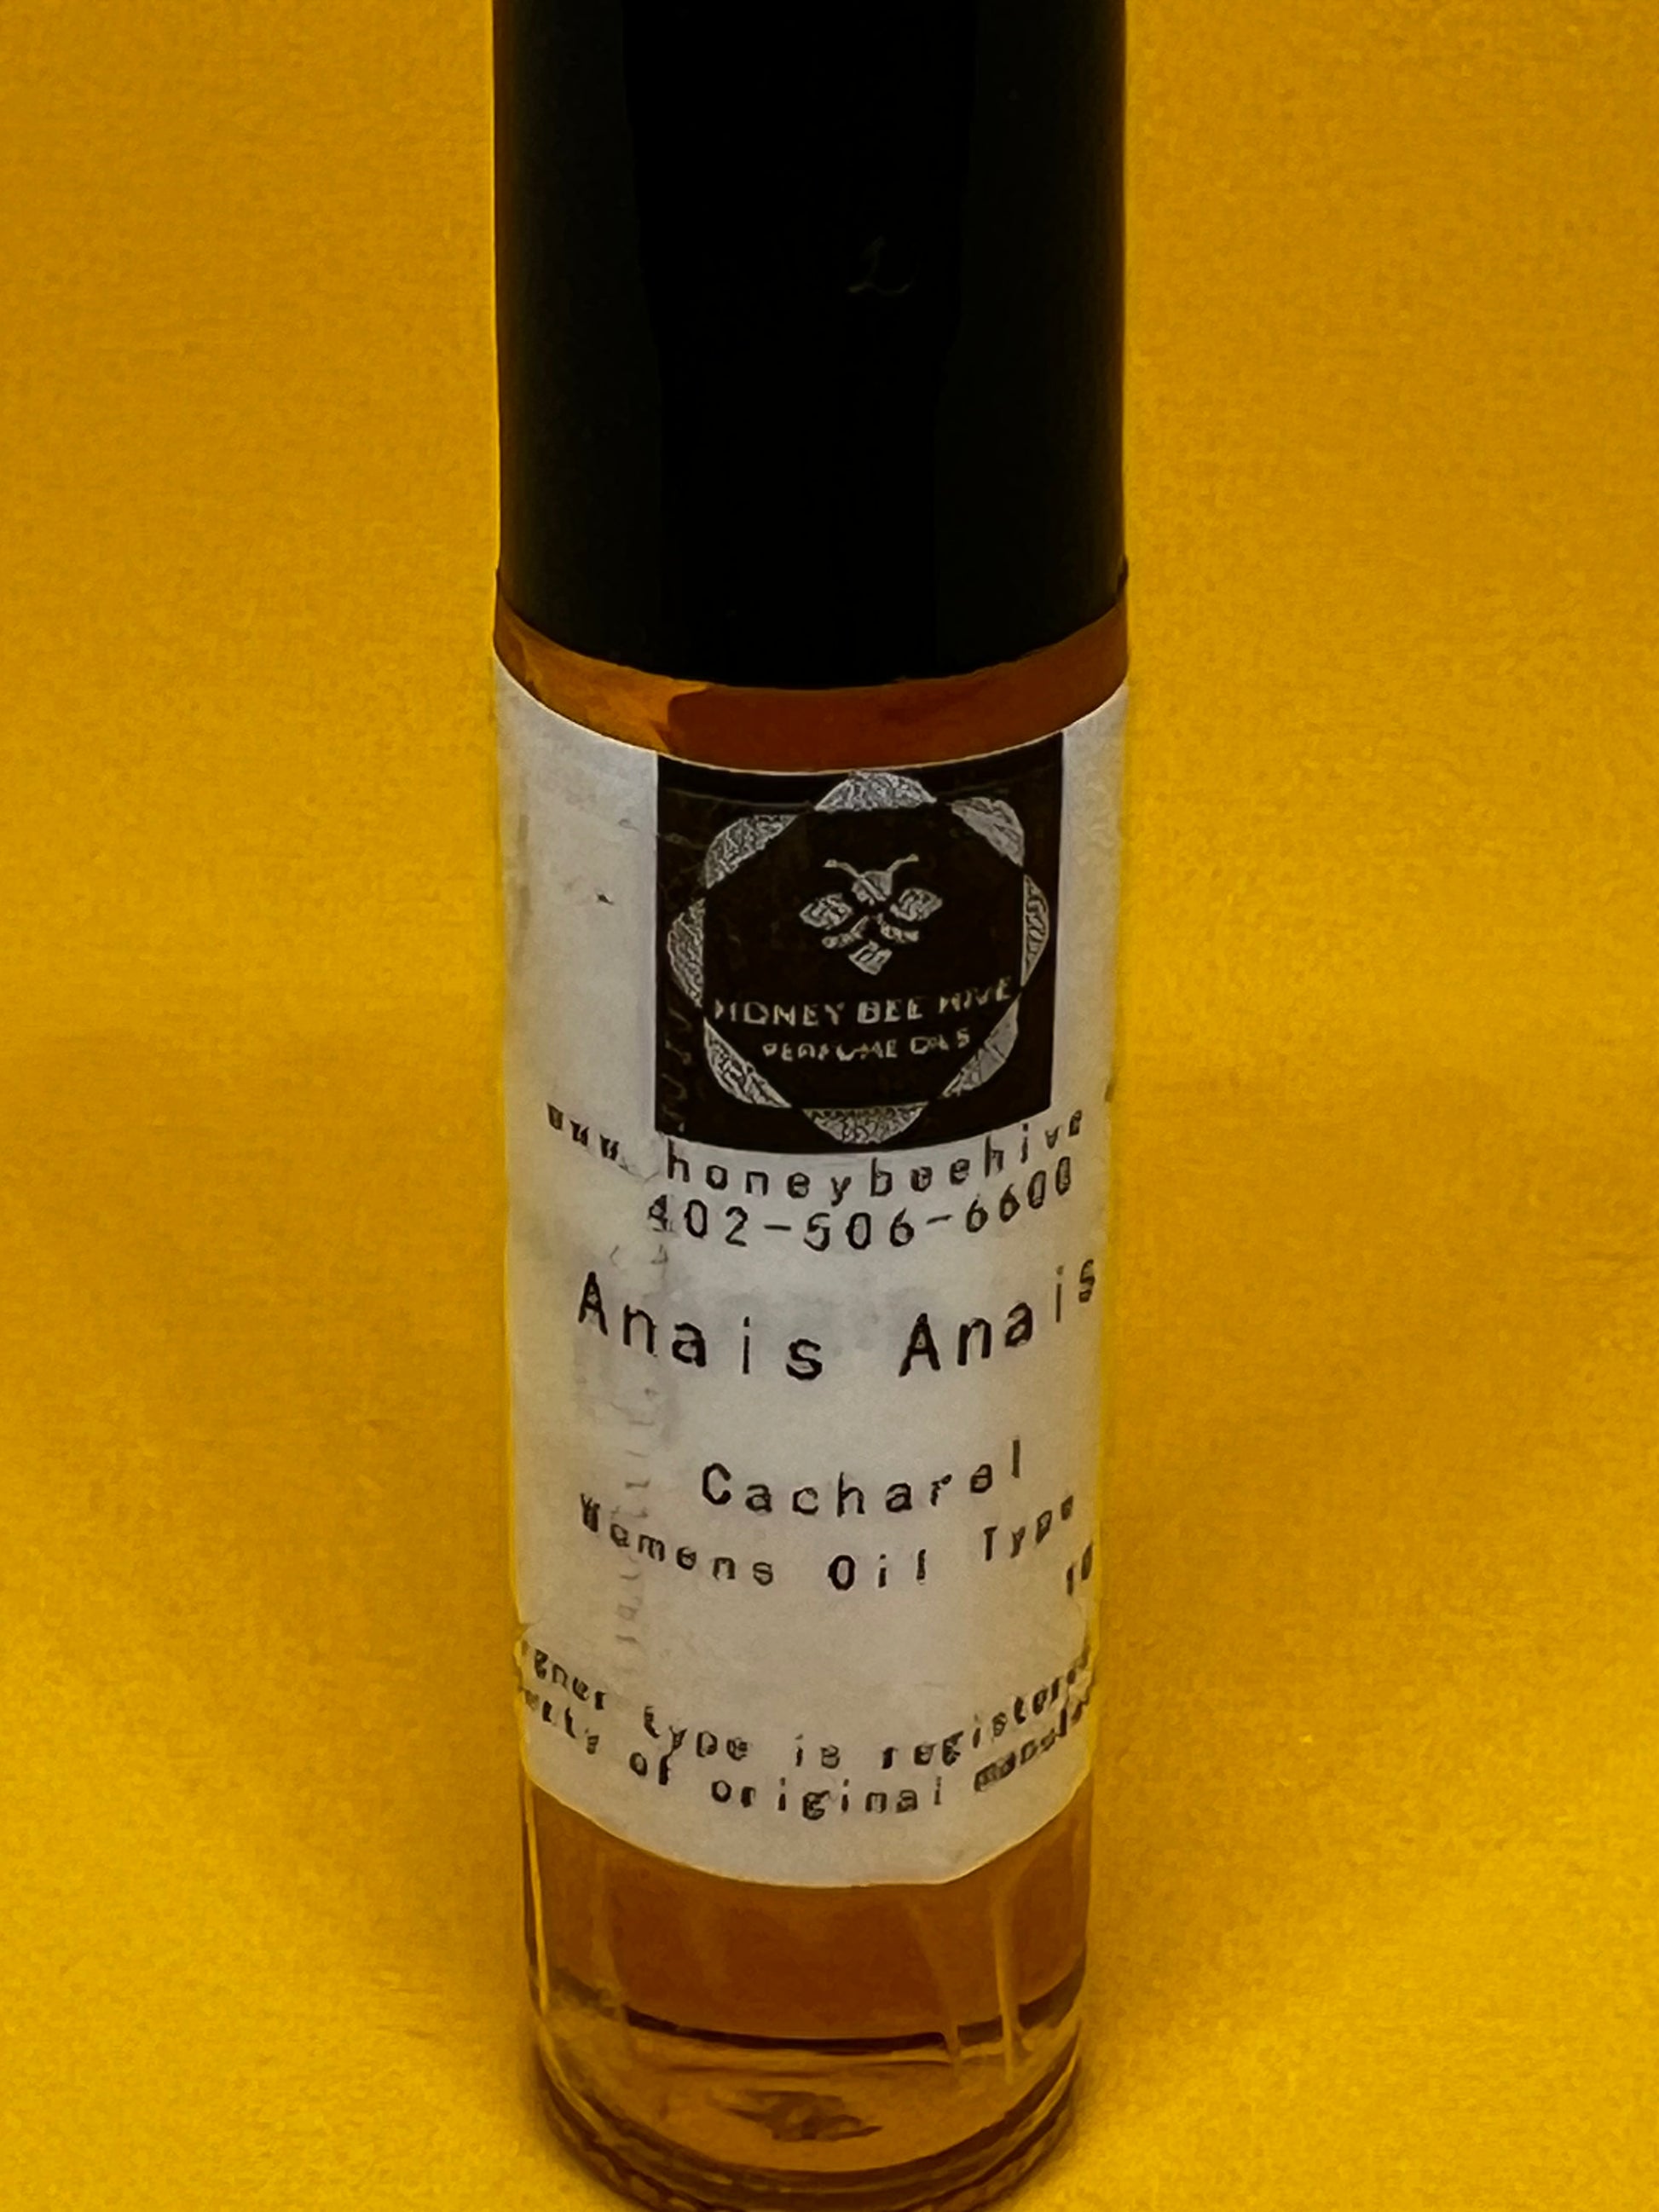 HONEY BEE HIVE
PERFUME OILS
www.honeybeehive
402-506-6600
Anais Anais
Cacharel
Womens Oil Type
10
type is registered
of original